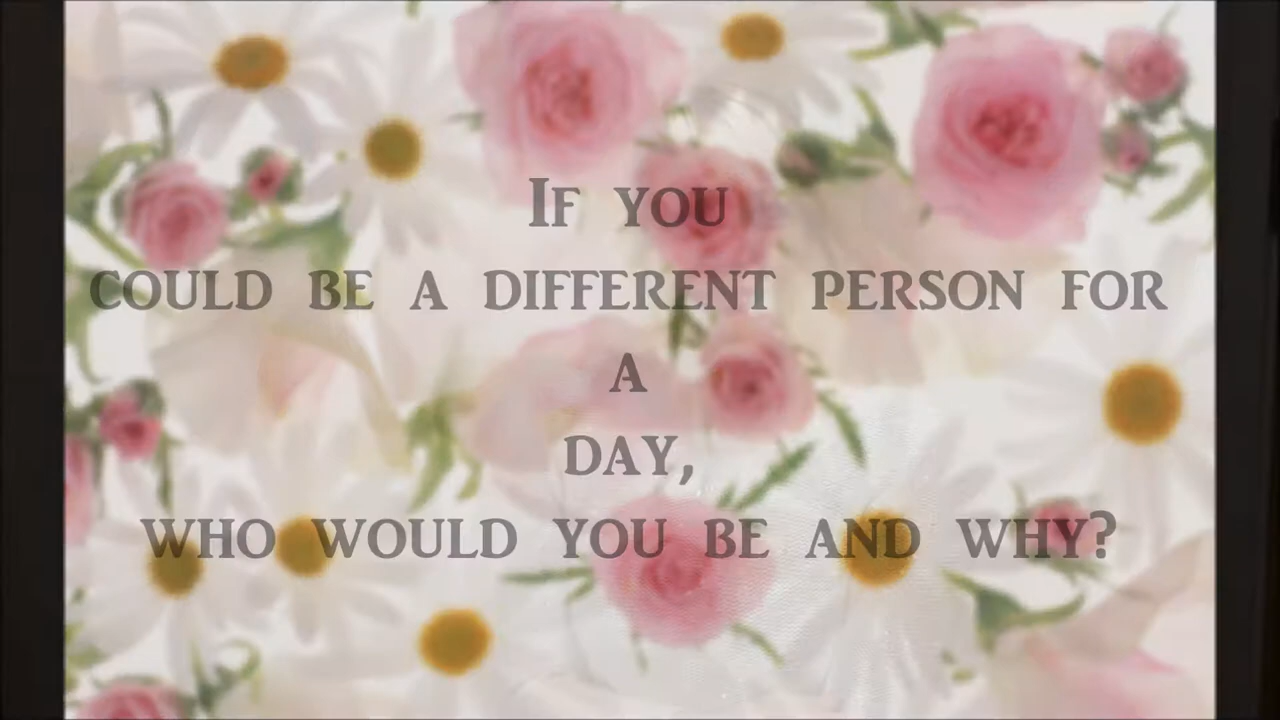 If you
could be a different person for
a
day,
who would you be and why?